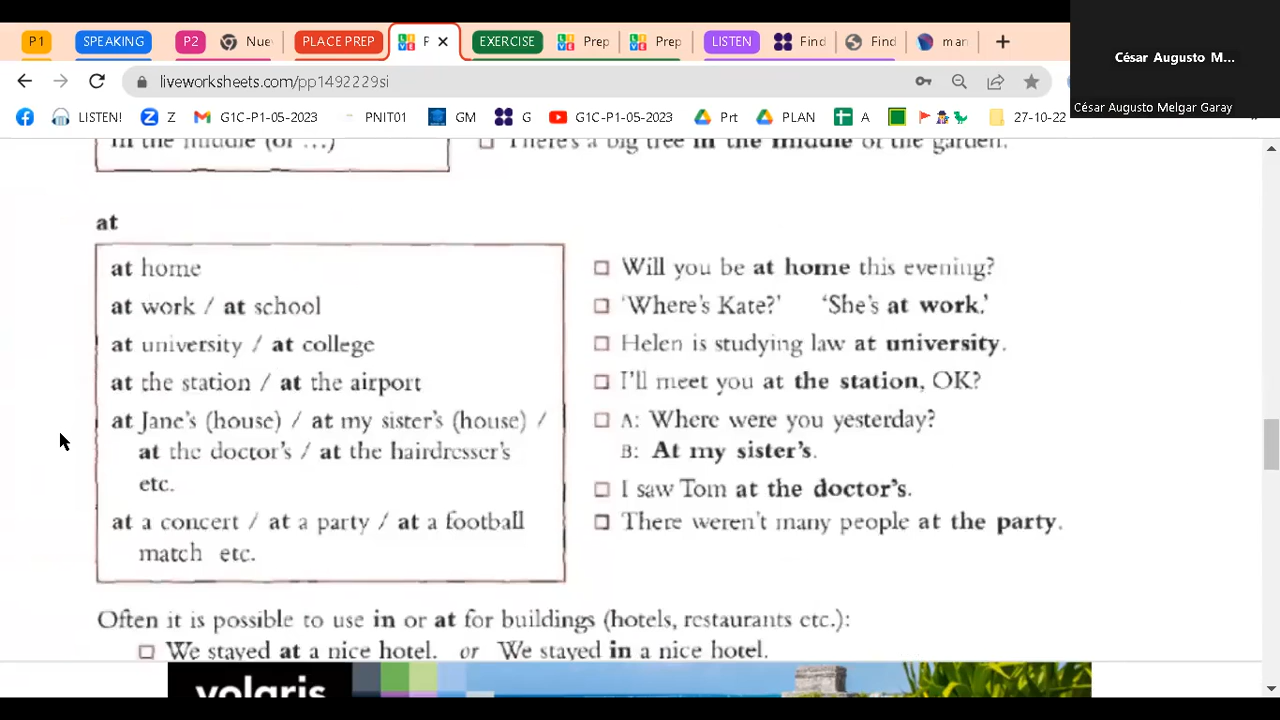 P1
SPEAKING
P2
Nue
PLACE PREP
F
EXERCISE
Prep
Prep
LISTEN
Find
Find
mar
César Augusto M...
liveworksheets.com/pp1492229si
César Augusto Melgar Garay
LISTEN!
Z
G1C-P1-05-2023
PNIT01
GM
G
G1C-P1-05-2023
Prt
PLAN
A
27-10-22
in the middle (of ...)
There's a big tree in the middle of the garden.
at
at home
Will you be at home this evening?
at work / at school
'Where's Kate?' 'She's at work.'
at university / at college
Helen is studying law at university.
at the station / at the airport
I'll meet you at the station, OK?
at Jane's (house) / at my sister's (house) /
A: Where were you yesterday?
at the doctor's / at the hairdresser's
B: At my sister's.
etc.
I saw Tom at the doctor's.
at a concert / at a party / at a football
There weren't many people at the party.
match etc.
Often it is possible to use in or at for buildings (hotels, restaurants etc.):
We stayed at a nice hotel. or We stayed in a nice hotel.
volaris